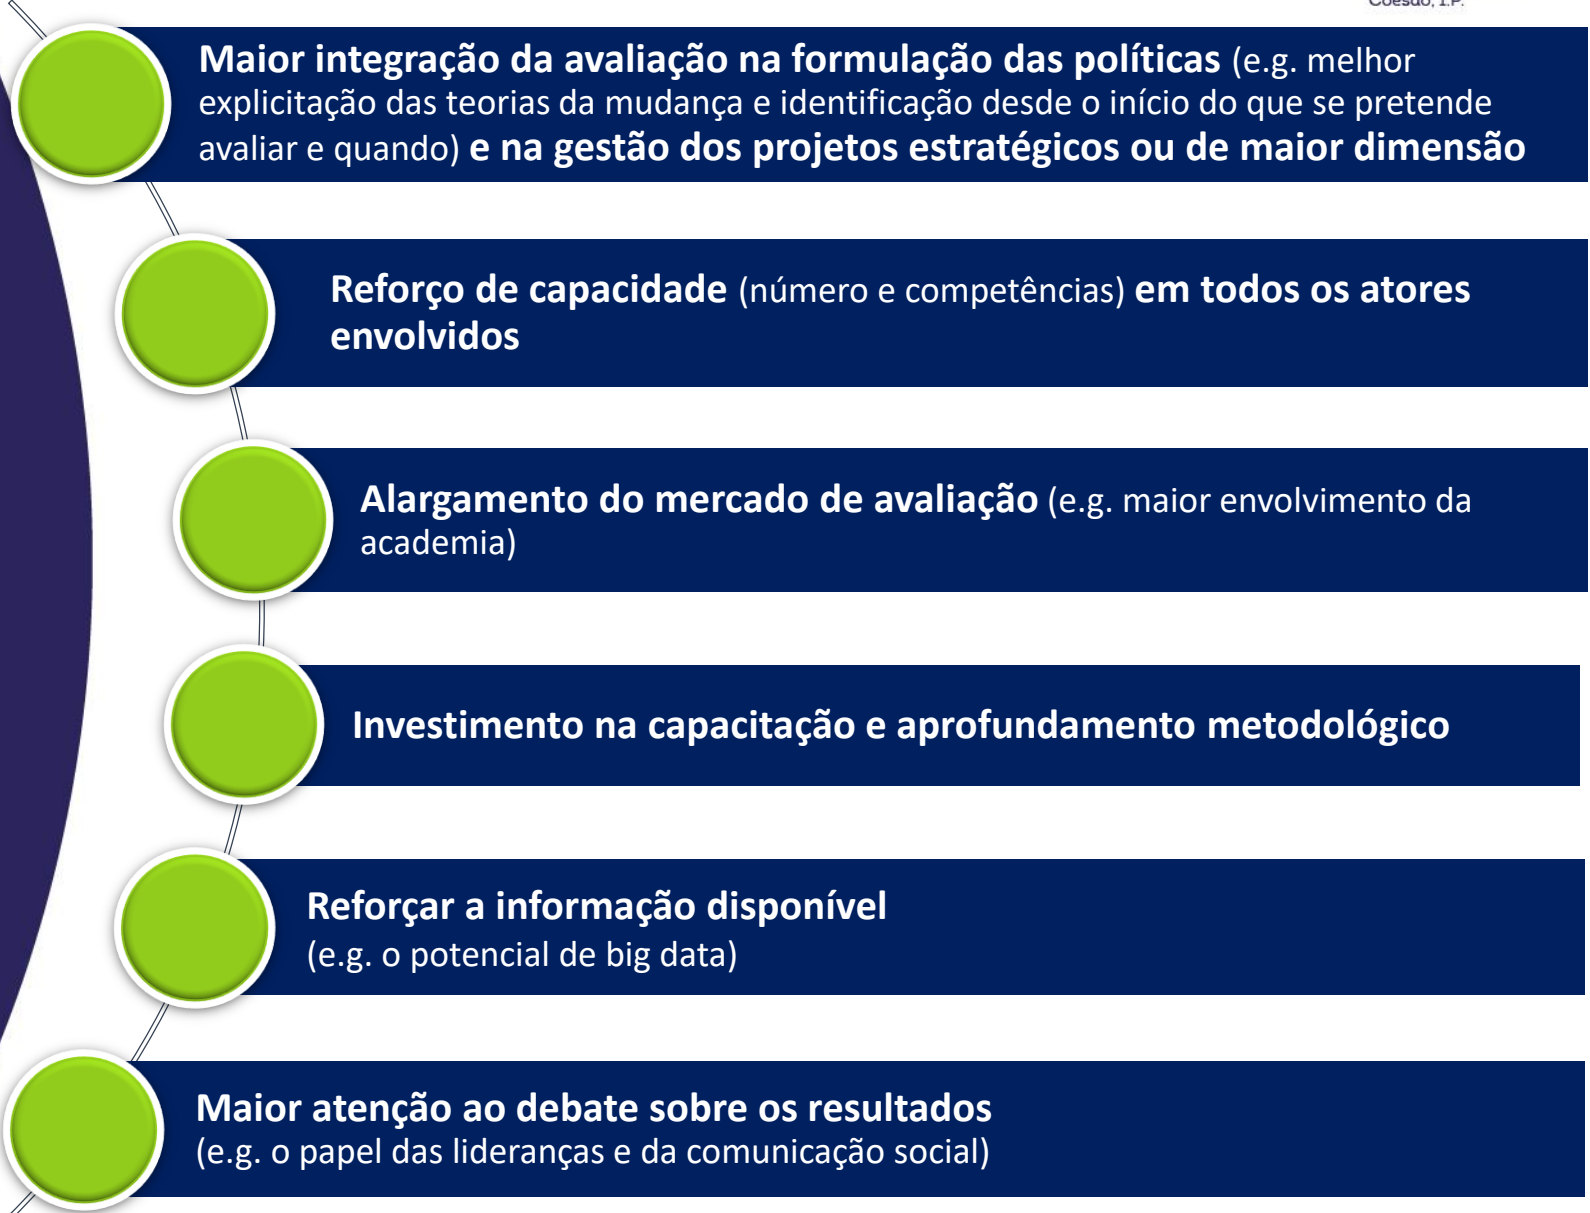 Coesão, I.P.
Maior integração da avaliação na formulação das políticas (e.g. melhor
explicitação das teorias da mudança e identificação desde o início do que se pretende
avaliar e quando) e na gestão dos projetos estratégicos ou de maior dimensão
Reforço de capacidade (número e competências) em todos os atores
envolvidos
Alargamento do mercado de avaliação (e.g. maior envolvimento da
academia)
Investimento na capacitação e aprofundamento metodológico
Reforçar a informação disponível
(e.g. o potencial de big data)
Maior atenção ao debate sobre os resultados
(e.g. o papel das lideranças e da comunicação social)